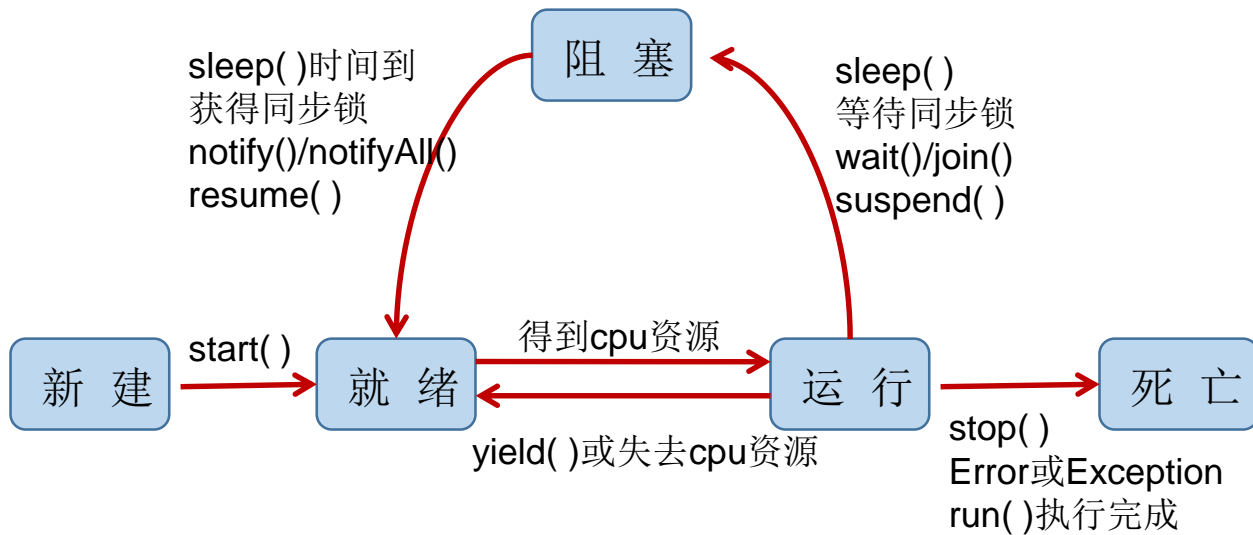 阻 塞
sleep( )时间到
获得同步锁
notify()/notifyAll()
resume( )
sleep( )
等待同步锁
wait()/join()
suspend( )
新 建
start( )
就 绪
得到cpu资源
yield( )或失去cpu资源
运 行
死 亡
stop( )
Error或Exception
run( )执行完成